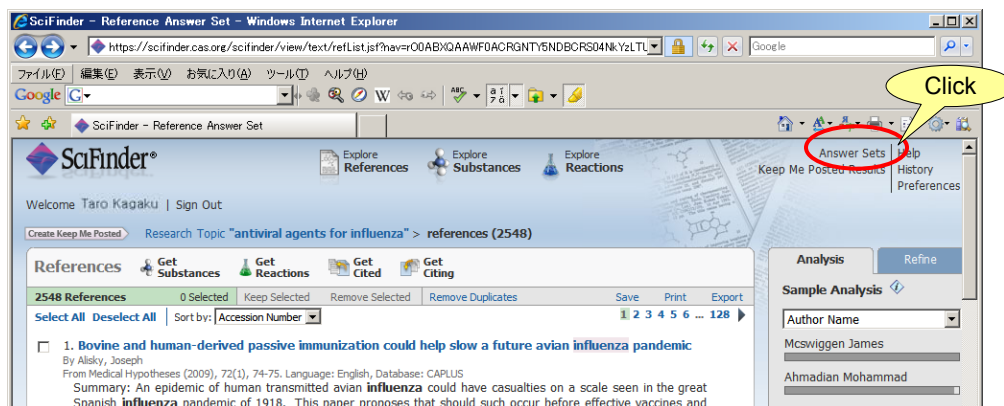 SciFinder - Reference Answer Set - Windows Internet Explorer
https://scifinder.cas.org/scifinder/view/text/refList.jsf?nav=
Google
ファイル(F) 編集(E) 表示(V) お気に入り(A) ツール(T) ヘルプ(H)
Google G
Click
SciFinder - Reference Answer Set
SciFinder®
Explore References
Explore Substances
Explore Reactions
Answer Sets | Help
Keep Me Posted Results | History
Preferences
Welcome Taro Kagaku | Sign Out
Create Keep Me Posted Research Topic "antiviral agents for influenza" > references (2548)
References Get Substances Get Reactions Get Cited Get Citing
Analysis Refine
2548 References 0 Selected Keep Selected Remove Selected Remove Duplicates Save Print Export
Sample Analysis
Select All Deselect All Sort by: Accession Number 1 2 3 4 5 6 ... 128
Author Name
1. Bovine and human-derived passive immunization could help slow a future avian influenza pandemic
Mcswiggen James
By Alisky, Joseph
From Medical Hypotheses (2009), 72(1), 74-75. Language: English, Database: CAPLUS
Ahmadian Mohammad
Summary: An epidemic of human transmitted avian influenza could have casualties on a scale seen in the great
Spanish influenza pandemic of 1918. This paper proposes that should such occur before effective vaccines and